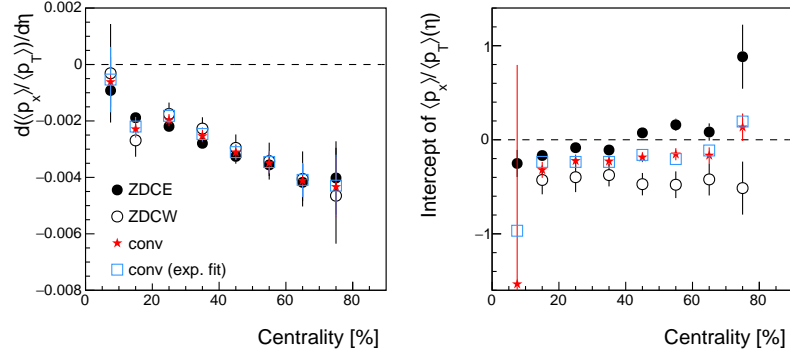 d(⟨p_x⟩/⟨p_T⟩)/dη
0.002
0
−0.002
−0.004
−0.006
−0.008
ZDCE
ZDCW
conv
conv (exp. fit)
0 20 40 60 80
Centrality [%]
Intercept of ⟨p_x⟩/⟨p_T⟩(η)
1
0
−1
0 20 40 60 80
Centrality [%]